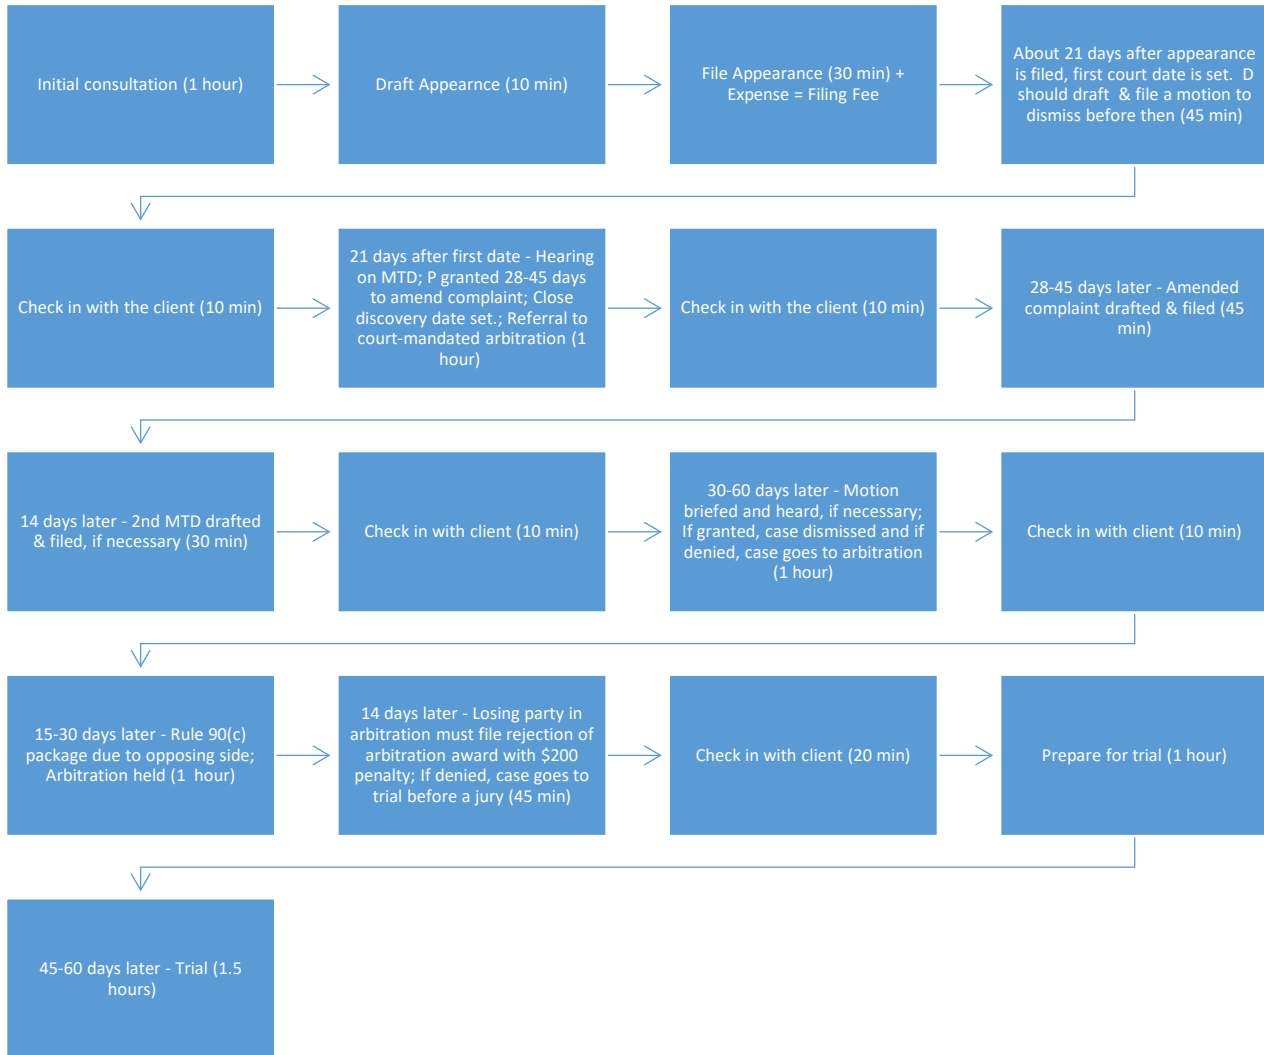 Initial consultation (1 hour)
Draft Appearnce (10 min)
File Appearance (30 min) +
Expense = Filing Fee
About 21 days after appearance
is filed, first court date is set.  D
should draft  & file a motion to
dismiss before then (45 min)
Check in with the client (10 min)
21 days after first date - Hearing
on MTD; P granted 28-45 days
to amend complaint; Close
discovery date set.; Referral to
court-mandated arbitration (1
hour)
Check in with the client (10 min)
28-45 days later - Amended
complaint drafted & filed (45
min)
14 days later - 2nd MTD drafted
& filed, if necessary (30 min)
Check in with client (10 min)
30-60 days later - Motion
briefed and heard, if necessary;
If granted, case dismissed and if
denied, case goes to arbitration
(1 hour)
Check in with client (10 min)
15-30 days later - Rule 90(c)
package due to opposing side;
Arbitration held (1  hour)
14 days later - Losing party in
arbitration must file rejection of
arbitration award with $200
penalty; If denied, case goes to
trial before a jury (45 min)
Check in with client (20 min)
Prepare for trial (1 hour)
45-60 days later - Trial (1.5
hours)